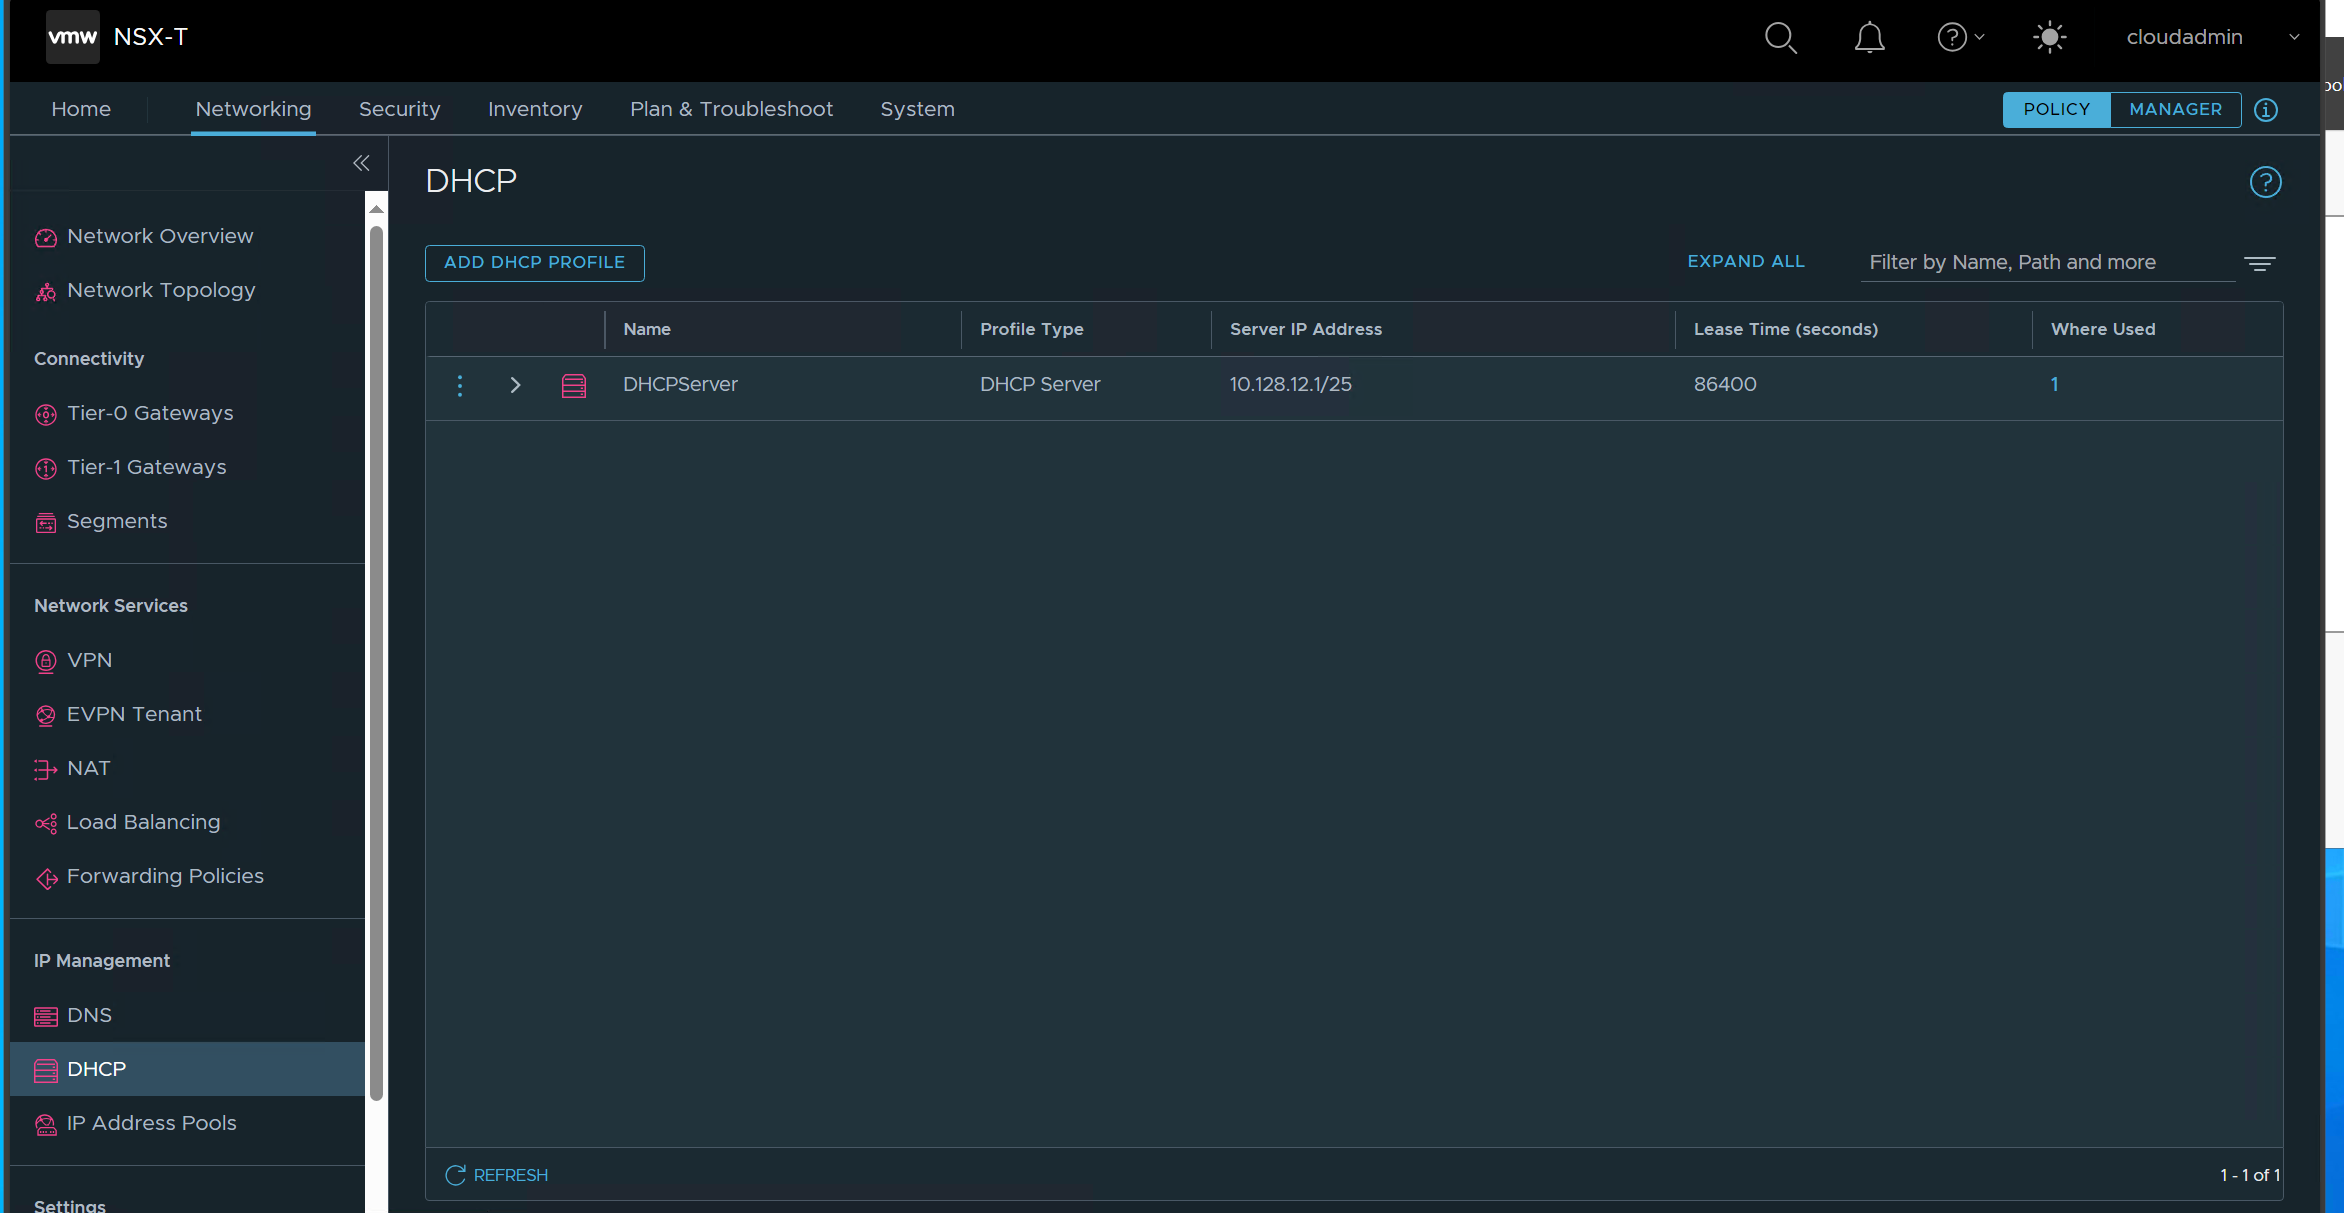 vmw NSX-T
cloudadmin
Home Networking Security Inventory Plan & Troubleshoot System
POLICY MANAGER
DHCP
Network Overview
Network Topology
Connectivity
Tier-0 Gateways
Tier-1 Gateways
Segments
Network Services
VPN
EVPN Tenant
NAT
Load Balancing
Forwarding Policies
IP Management
DNS
DHCP
IP Address Pools
Settings
ADD DHCP PROFILE
EXPAND ALL Filter by Name, Path and more
Name Profile Type Server IP Address Lease Time (seconds) Where Used
DHCPServer DHCP Server 10.128.12.1/25 86400 1
REFRESH
1 - 1 of 1